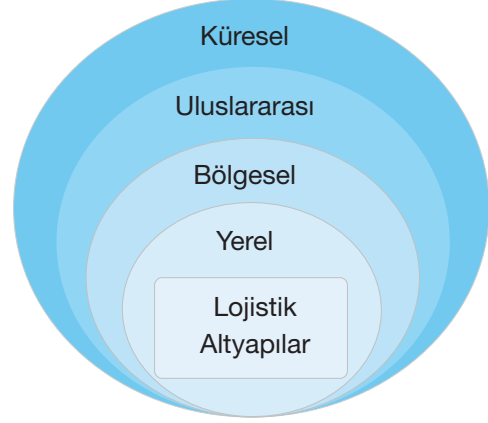 Küresel
Uluslararası
Bölgesel
Yerel
Lojistik
Altyapılar